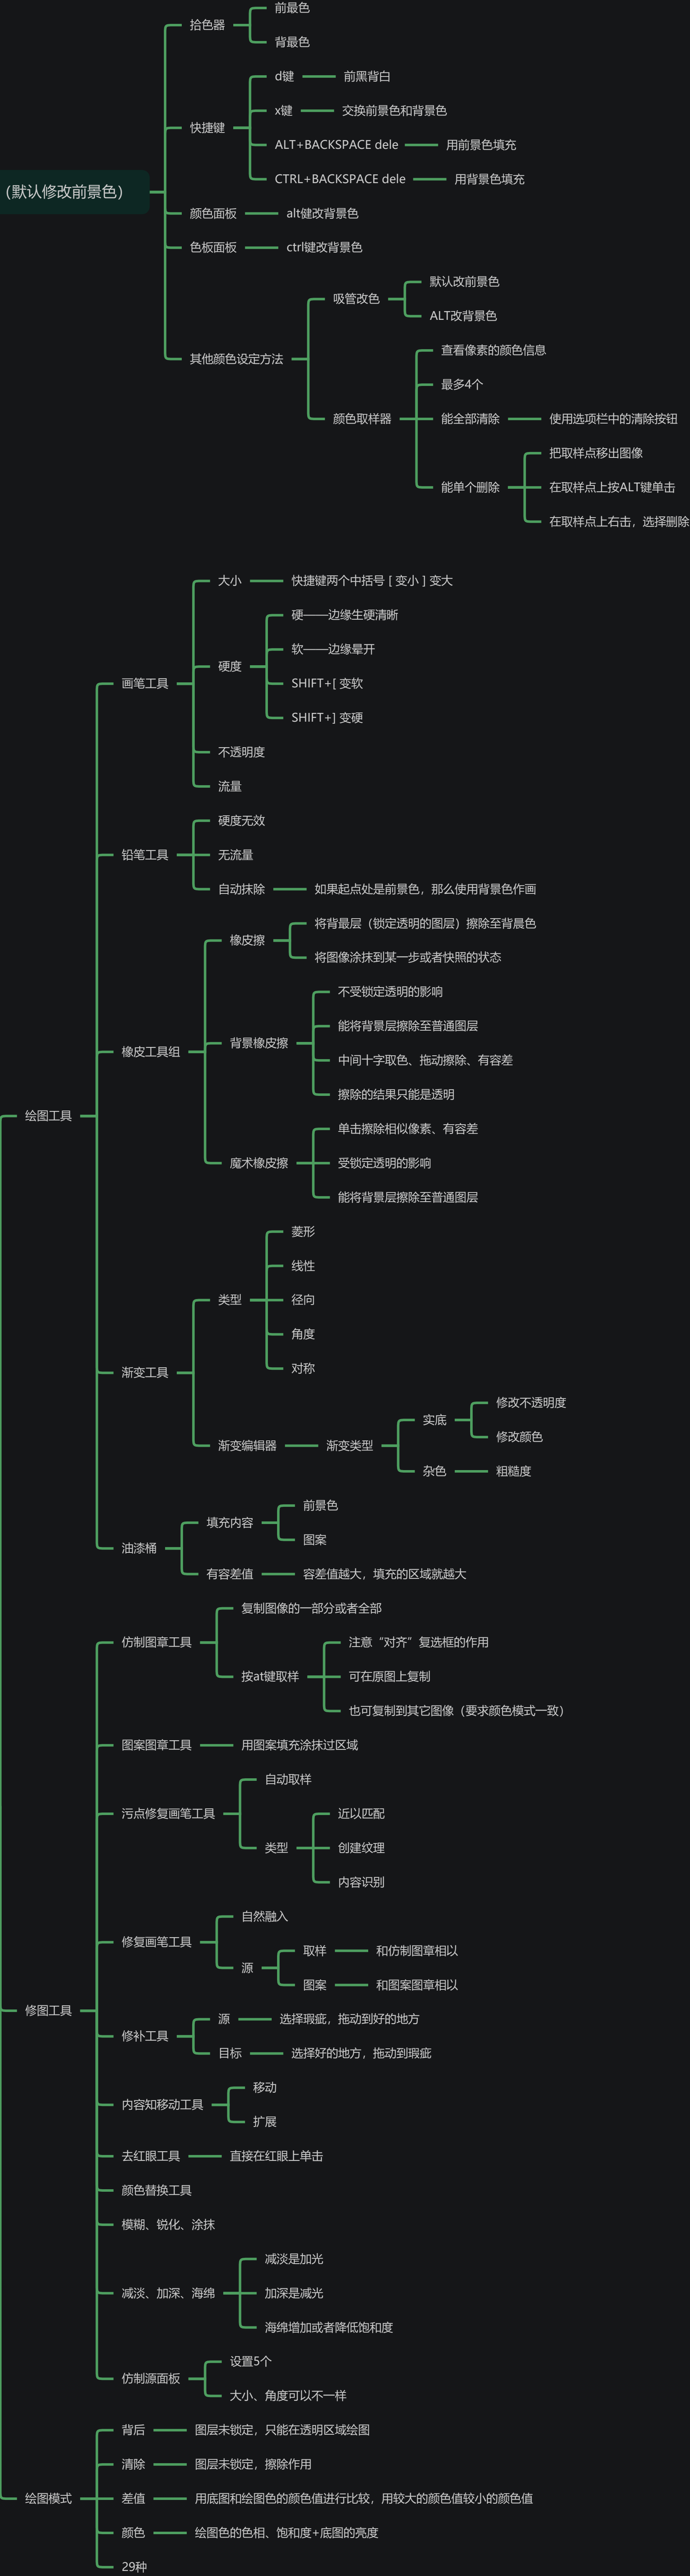 （默认修改前景色）
拾色器
前最色
背最色
快捷键
d键
前黑背白
x键
交换前景色和背景色
ALT+BACKSPACE dele
用前景色填充
CTRL+BACKSPACE dele
用背景色填充
颜色面板
alt键改背景色
色板面板
ctrl键改背景色
其他颜色设定方法
吸管改色
默认改前景色
ALT改背景色
颜色取样器
查看像素的颜色信息
最多4个
能全部清除
使用选项栏中的清除按钮
能单个删除
把取样点移出图像
在取样点上按ALT键单击
在取样点上右击，选择删除
绘图工具
画笔工具
大小
快捷键两个中括号 [ 变小 ] 变大
硬度
硬——边缘生硬清晰
软——边缘晕开
SHIFT+[ 变软
SHIFT+] 变硬
不透明度
流量
铅笔工具
硬度无效
无流量
自动抹除
如果起点处是前景色，那么使用背景色作画
橡皮工具组
橡皮擦
将背最层（锁定透明的图层）擦除至背晨色
将图像涂抹到某一步或者快照的状态
背景橡皮擦
不受锁定透明的影响
能将背景层擦除至普通图层
中间十字取色、拖动擦除、有容差
擦除的结果只能是透明
魔术橡皮擦
单击擦除相似像素、有容差
受锁定透明的影响
能将背景层擦除至普通图层
渐变工具
类型
菱形
线性
径向
角度
对称
渐变编辑器
渐变类型
实底
修改不透明度
修改颜色
杂色
粗糙度
油漆桶
填充内容
前景色
图案
有容差值
容差值越大，填充的区域就越大
修图工具
仿制图章工具
复制图像的一部分或者全部
按at键取样
注意“对齐”复选框的作用
可在原图上复制
也可复制到其它图像（要求颜色模式一致）
图案图章工具
用图案填充涂抹过区域
污点修复画笔工具
自动取样
类型
近以匹配
创建纹理
内容识别
修复画笔工具
自然融入
源
取样
和仿制图章相以
图案
和图案图章相以
修补工具
源
选择瑕疵，拖动到好的地方
目标
选择好的地方，拖动到瑕疵
内容知移动工具
移动
扩展
去红眼工具
直接在红眼上单击
颜色替换工具
模糊、锐化、涂抹
减淡、加深、海绵
减淡是加光
加深是减光
海绵增加或者降低饱和度
仿制源面板
设置5个
大小、角度可以不一样
绘图模式
背后
图层未锁定，只能在透明区域绘图
清除
图层未锁定，擦除作用
差值
用底图和绘图色的颜色值进行比较，用较大的颜色值较小的颜色值
颜色
绘图色的色相、饱和度+底图的亮度
29种